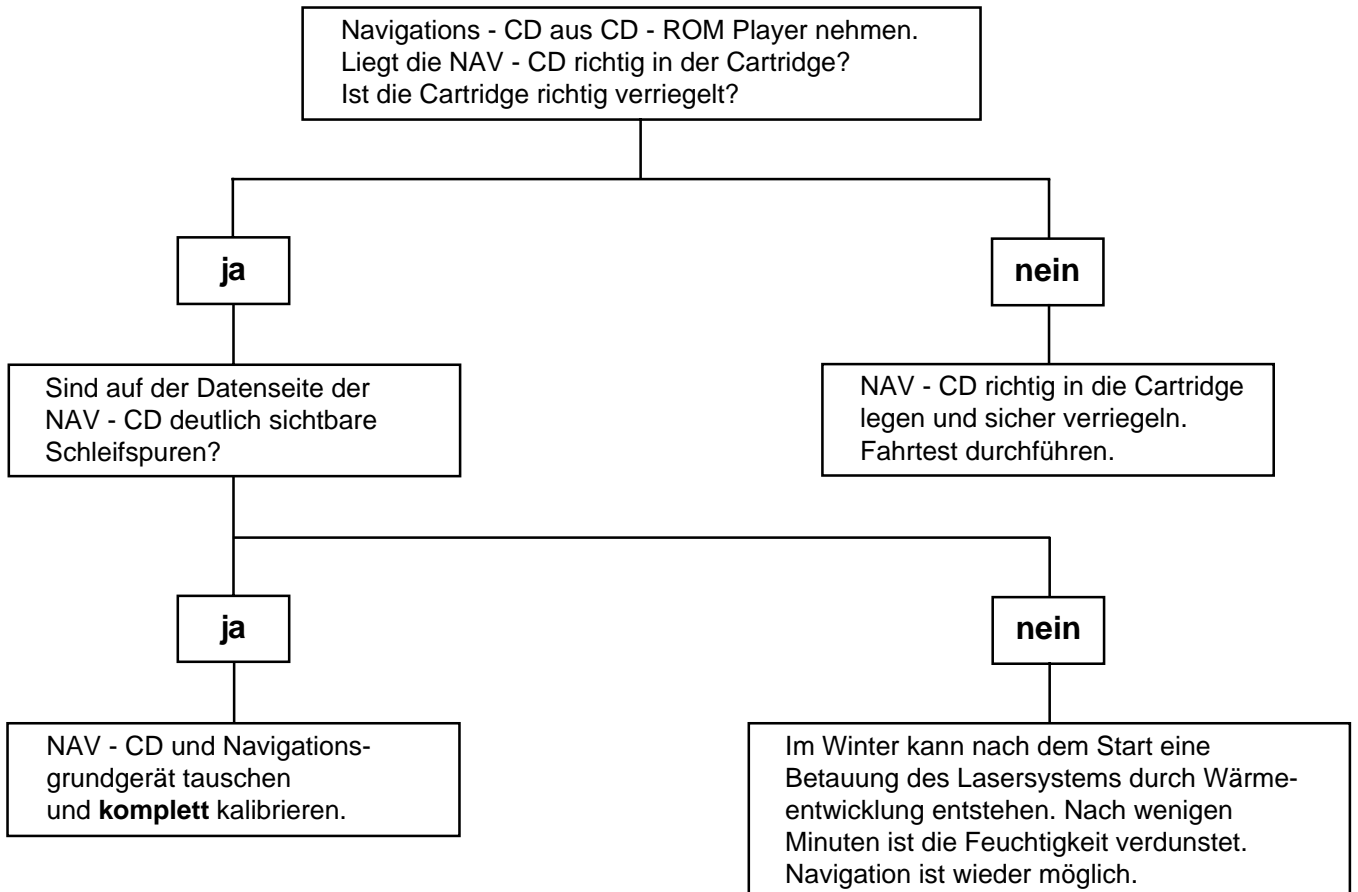 Navigations - CD aus CD - ROM Player nehmen.
Liegt die NAV - CD richtig in der Cartridge?
Ist die Cartridge richtig verriegelt?
ja
nein
Sind auf der Datenseite der
NAV - CD deutlich sichtbare
Schleifspuren?
NAV - CD richtig in die Cartridge
legen und sicher verriegeln.
Fahrtest durchführen.
ja
nein
NAV - CD und Navigations-
grundgerät tauschen
und komplett kalibrieren.
Im Winter kann nach dem Start eine
Betauung des Lasersystems durch Wärme-
entwicklung entstehen. Nach wenigen
Minuten ist die Feuchtigkeit verdunstet.
Navigation ist wieder möglich.